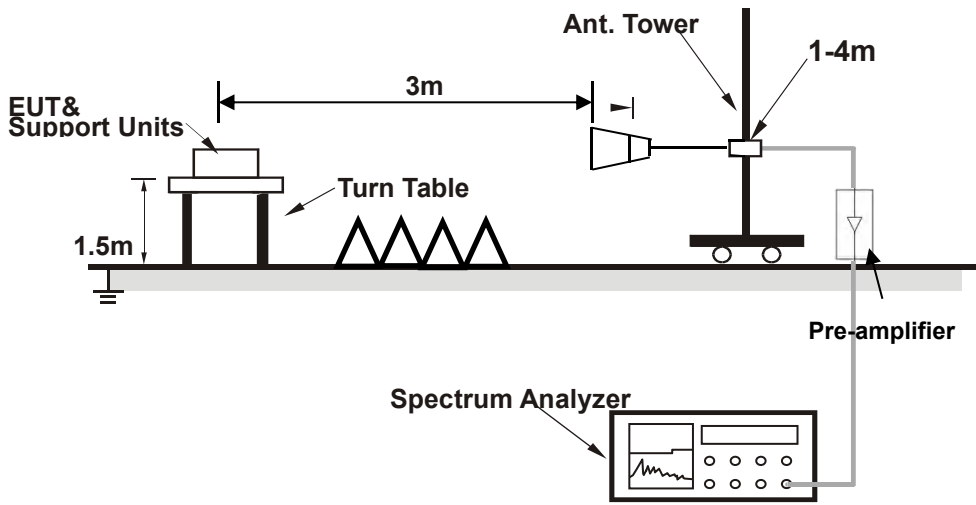 Ant. Tower
1-4m
3m
EUT&
Support Units
Turn Table
1.5m
Pre-amplifier
Spectrum Analyzer